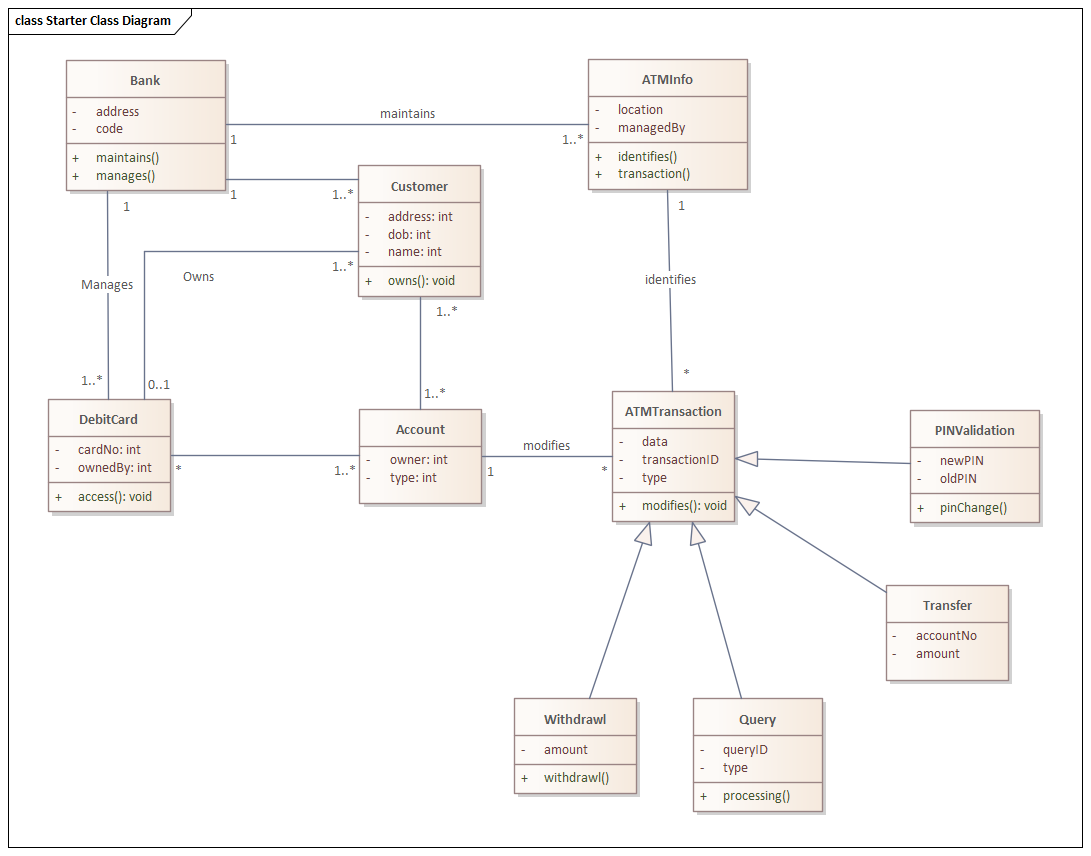 class Starter Class Diagram
Bank
- address
- code
+ maintains()
+ manages()
maintains
1
1..*
ATMInfo
- location
- managedBy
+ identifies()
+ transaction()
1
1..*
Customer
- address: int
- dob: int
- name: int
+ owns(): void
1
Manages
1..*
Owns
1..*
0..1
1..*
1..*
1
identifies
*
DebitCard
- cardNo: int
- ownedBy: int
+ access(): void
*
1..*
Account
- owner: int
- type: int
modifies
1
*
ATMTransaction
- data
- transactionID
- type
+ modifies(): void
PINValidation
- newPIN
- oldPIN
+ pinChange()
Transfer
- accountNo
- amount
Withdrawl
- amount
+ withdrawl()
Query
- queryID
- type
+ processing()